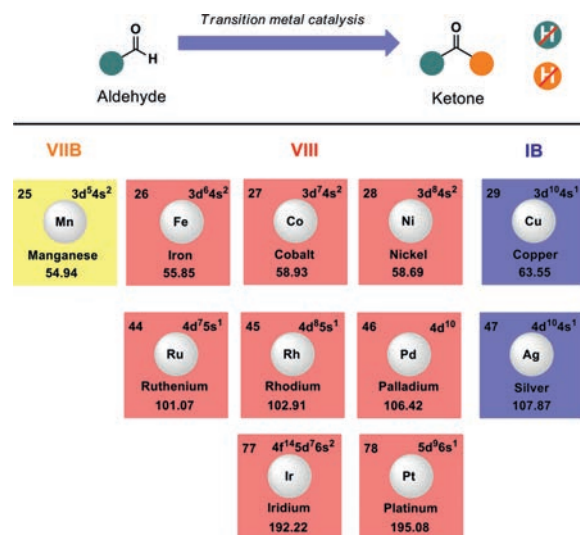 Transition metal catalysis
O
H
Aldehyde
O
Ketone
H
H
VIIB
VIII
IB
25 3d⁵4s²
Mn
Manganese
54.94
26 3d⁶4s²
Fe
Iron
55.85
27 3d⁷4s²
Co
Cobalt
58.93
28 3d⁸4s²
Ni
Nickel
58.69
29 3d¹⁰4s¹
Cu
Copper
63.55
44 4d⁷5s¹
Ru
Ruthenium
101.07
45 4d⁸5s¹
Rh
Rhodium
102.91
46 4d¹⁰
Pd
Palladium
106.42
47 4d¹⁰4s¹
Ag
Silver
107.87
77 4f¹⁴5d⁷6s²
Ir
Iridium
192.22
78 5d⁹6s¹
Pt
Platinum
195.08